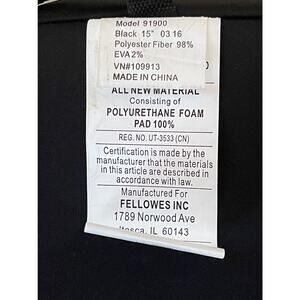 Model 91900
Black 15" 03 16
Polyester Fiber 98%
EVA 2%
VN#109913
MADE IN CHINA
ALL NEW MATERIAL
Consisting of
POLYURETHANE FOAM
PAD 100%
REG. NO. UT-3533 (CN)
Certification is made by the
manufacturer that the materials
in this article are described in
accordance with law.
Manufactured For
FELLOWES INC
1789 Norwood Ave
Itasca, IL 60143